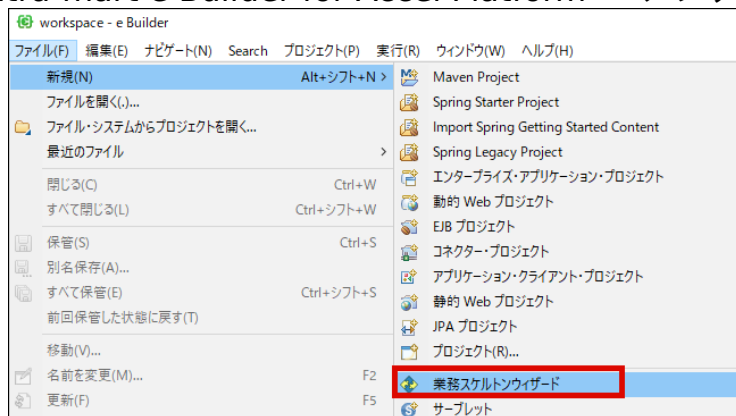 intra-mart e Builder for Accel Platform
workspace - e Builder
ファイル(F) 編集(E) ナビゲート(N) Search プロジェクト(P) 実行(R) ウィンドウ(W) ヘルプ(H)
新規(N) Alt+シフト+N >
ファイルを開く(.)...
ファイル・システムからプロジェクトを開く...
最近のファイル >
閉じる(C) Ctrl+W
すべて閉じる(L) Ctrl+シフト+W
保管(S) Ctrl+S
別名保存(A)...
すべて保管(E) Ctrl+シフト+S
前回保管した状態に戻す(T)
移動(V)...
名前を変更(M)... F2
更新(F) F5
Maven Project
Spring Starter Project
Import Spring Getting Started Content
Spring Legacy Project
エンタープライズ・アプリケーション・プロジェクト
動的 Web プロジェクト
EJB プロジェクト
コネクター・プロジェクト
アプリケーション・クライアント・プロジェクト
静的 Web プロジェクト
JPA プロジェクト
プロジェクト(R)...
業務スケルトンウィザード
サーブレット